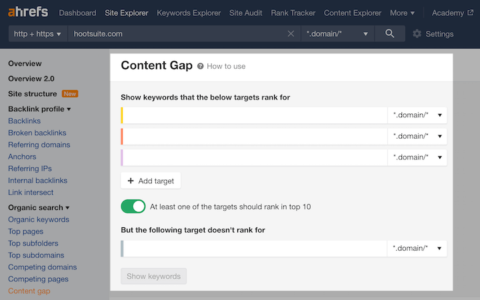 ahrefs Dashboard Site Explorer Keywords Explorer Site Audit Rank Tracker Content Explorer More Academy
http + https hootsuite.com *.domain/* Settings
Overview
Overview 2.0
Site structure New
Backlink profile
Backlinks
Broken backlinks
Referring domains
Anchors
Referring IPs
Internal backlinks
Link intersect
Organic search
Organic keywords
Top pages
Top subfolders
Top subdomains
Competing domains
Competing pages
Content gap
Content Gap ? How to use
Show keywords that the below targets rank for
*.domain/*
*.domain/*
*.domain/*
+ Add target
At least one of the targets should rank in top 10
But the following target doesn't rank for
*.domain/*
Show keywords